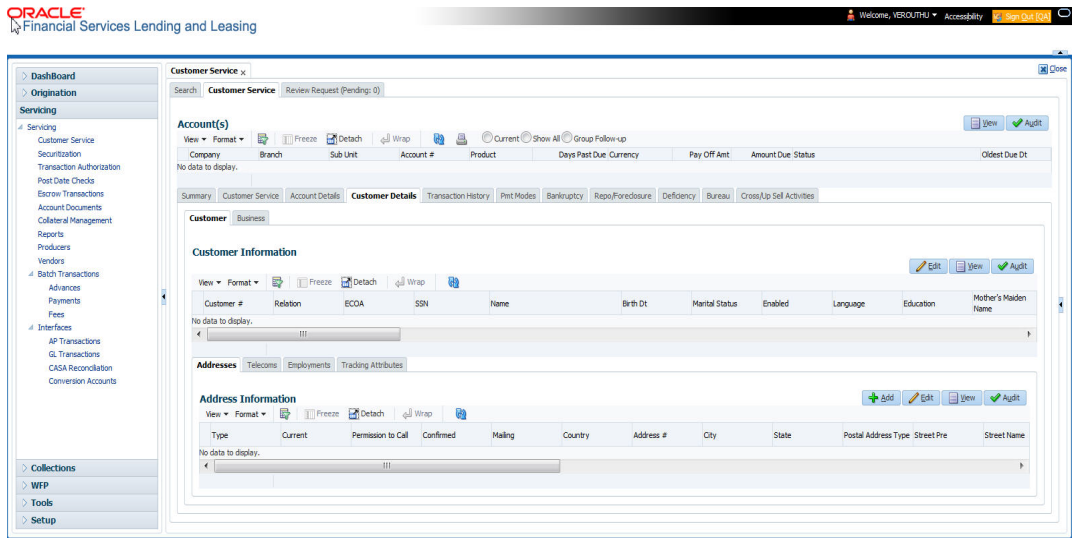 ORACLE
Financial Services Lending and Leasing
Welcome, VEROUTHU Accessibility Sign Out [QA]
Close
DashBoard
Origination
Servicing
Servicing
Customer Service
Securitization
Transaction Authorization
Post Date Checks
Escrow Transactions
Account Documents
Collateral Management
Reports
Producers
Vendors
Batch Transactions
Advances
Payments
Fees
Interfaces
AP Transactions
GL Transactions
CASA Reconciliation
Conversion Accounts
Collections
WFP
Tools
Setup
Customer Service x
Search Customer Service Review Request (Pending: 0)
Account(s)
View Audit
View Format Freeze Detach Wrap Current Show All Group Follow-up
Company Branch Sub Unit Account # Product Days Past Due Currency Pay Off Amt Amount Due Status Oldest Due Dt
No data to display.
Summary Customer Service Account Details Customer Details Transaction History Pmt Modes Bankruptcy Repo/Foreclosure Deficiency Bureau Cross/Up Sell Activities
Customer Business
Customer Information
Edit View Audit
View Format Freeze Detach Wrap
Customer # Relation ECOA SSN Name Birth Dt Marital Status Enabled Language Education Mother's Maiden Name
No data to display.
Addresses Telecoms Employments Tracking Attributes
Address Information
Add Edit View Audit
View Format Freeze Detach Wrap
Type Current Permission to Call Confirmed Mailing Country Address # City State Postal Address Type Street Pre Street Name
No data to display.